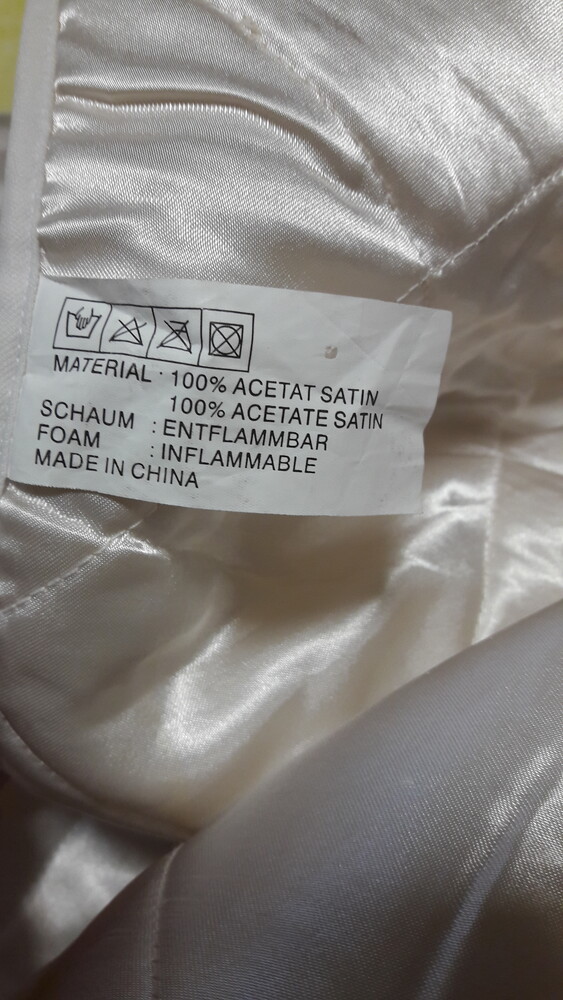 MATERIAL : 100% ACETAT SATIN
100% ACETATE SATIN
SCHAUM : ENTFLAMMBAR
FOAM : INFLAMMABLE
MADE IN CHINA